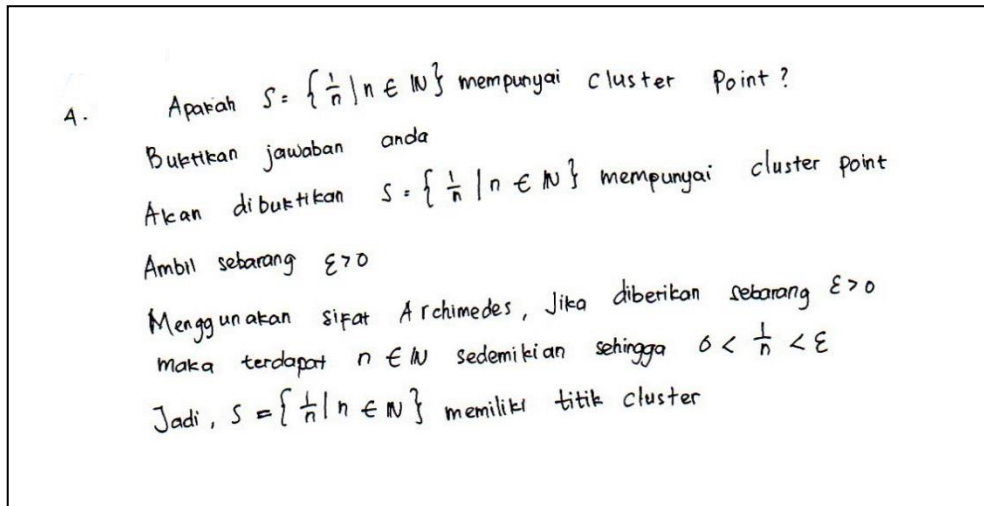 4. Apakah S = { 1/n | n ∈ ℕ } mempunyai cluster Point ?
Buktikan jawaban anda
Akan dibuktikan S = { 1/n | n ∈ ℕ } mempunyai cluster point
Ambil sebarang ε > 0
Menggunakan sifat Archimedes, Jika diberikan sebarang ε > 0
maka terdapat n ∈ ℕ sedemikian sehingga 0 < 1/n < ε
Jadi, S = { 1/n | n ∈ ℕ } memiliki titik cluster